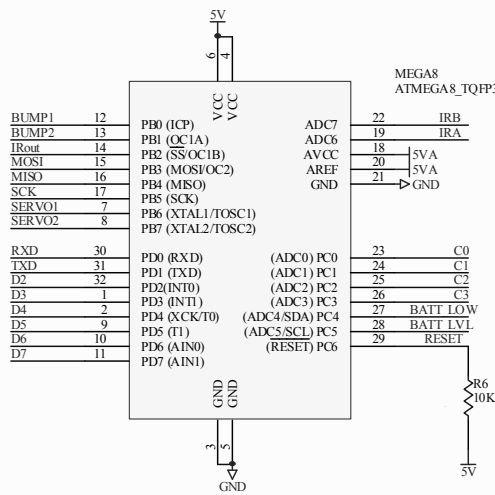 5V
6 4
MEGA8
ATMEGA8_TQFP3
VCC VCC
BUMP1 12 PB0 (ICP) ADC7 22 IRB
BUMP2 13 PB1 (OC1A) ADC6 19 IRA
IRout 14 PB2 (SS/OC1B) AVCC 18 5VA
MOSI 15 PB3 (MOSI/OC2) AREF 20 5VA
MISO 16 PB4 (MISO) GND 21 GND
SCK 17 PB5 (SCK)
SERVO1 7 PB6 (XTAL1/TOSC1)
SERVO2 8 PB7 (XTAL2/TOSC2)
RXD 30 PD0 (RXD) (ADC0) PC0 23 C0
TXD 31 PD1 (TXD) (ADC1) PC1 24 C1
D2 32 PD2(INT0) (ADC2) PC2 25 C2
D3 1 PD3 (INT1) (ADC3) PC3 26 C3
D4 2 PD4 (XCK/T0) (ADC4/SDA) PC4 27 BATT LOW
D5 9 PD5 (T1) (ADC5/SCL) PC5 28 BATT LVL
D6 10 PD6 (AIN0) (RESET) PC6 29 RESET
D7 11 PD7 (AIN1)
R6
10K
GND GND
3 5
5V
GND